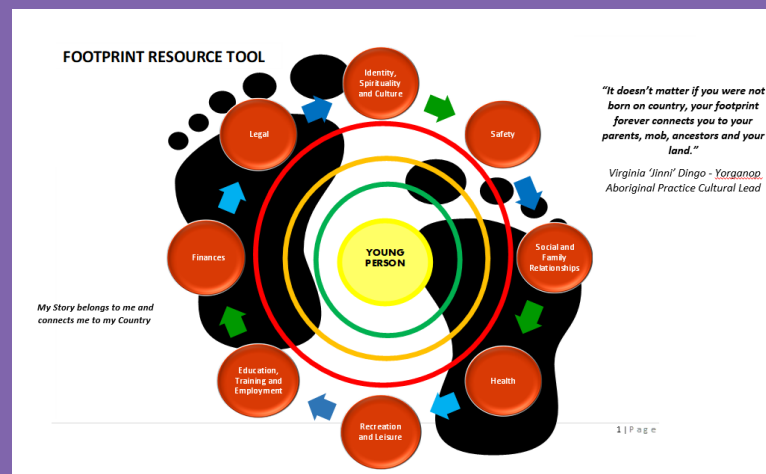 FOOTPRINT RESOURCE TOOL
Identity,
Spirituality
and Culture
Safety
Social and
Family
Relationships
Health
Recreation
and Leisure
Education,
Training and
Employment
Finances
Legal
YOUNG
PERSON
“It doesn’t matter if you were not
born on country, your footprint
forever connects you to your
parents, mob, ancestors and your
land.”
Virginia ‘Jinni’ Dingo - Yorganop
Aboriginal Practice Cultural Lead
My Story belongs to me and
connects me to my Country
1 | P a g e